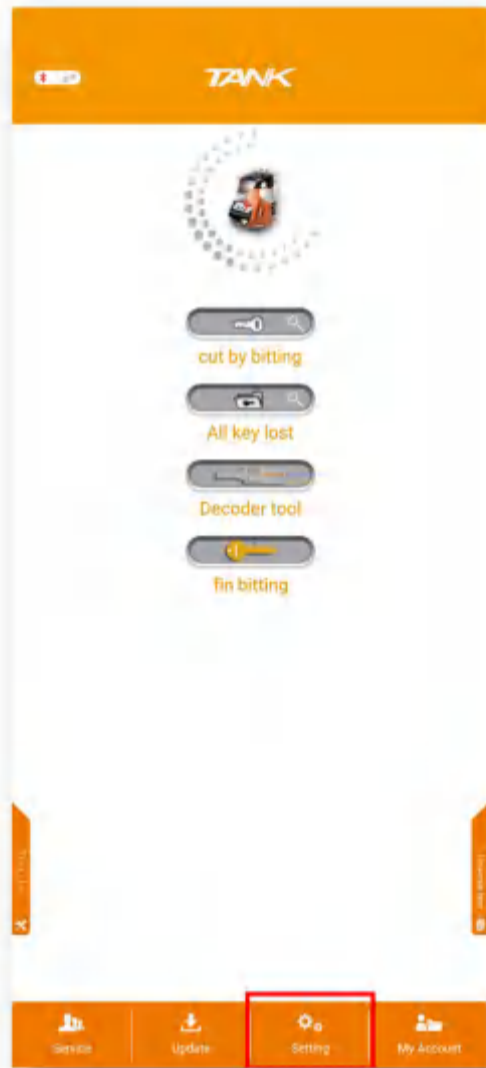 TANK
cut by bitting
All key lost
Decoder tool
fin bitting
Service
Update
Setting
My Account